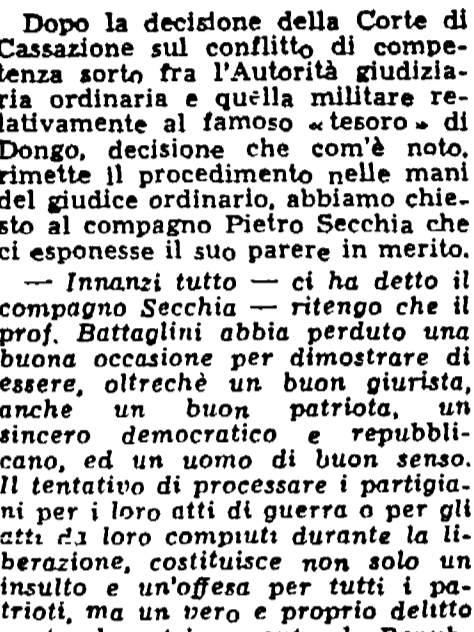 Dopo la decisione della Corte di
Cassazione sul conflitto di compe-
tenza sorto fra l'Autorità giudizia-
ria ordinaria e quella militare re-
lativamente al famoso « tesoro » di
Dongo, decisione che com'è noto,
rimette il procedimento nelle mani
del giudice ordinario, abbiamo chie-
sto al compagno Pietro Secchia che
ci esponesse il suo parere in merito.
— Innanzi tutto — ci ha detto il
compagno Secchia — ritengo che il
prof. Battaglini abbia perduto una
buona occasione per dimostrare di
essere, oltrechè un buon giurista,
anche un buon patriota, un
sincero democratico e repubbli-
cano, ed un uomo di buon senso.
Il tentativo di processare i partigia-
ni per i loro atti di guerra o per gli
atti da loro compiuti durante la li-
berazione, costituisce non solo un
insulto e un'offesa per tutti i pa-
trioti, ma un vero e proprio delitto